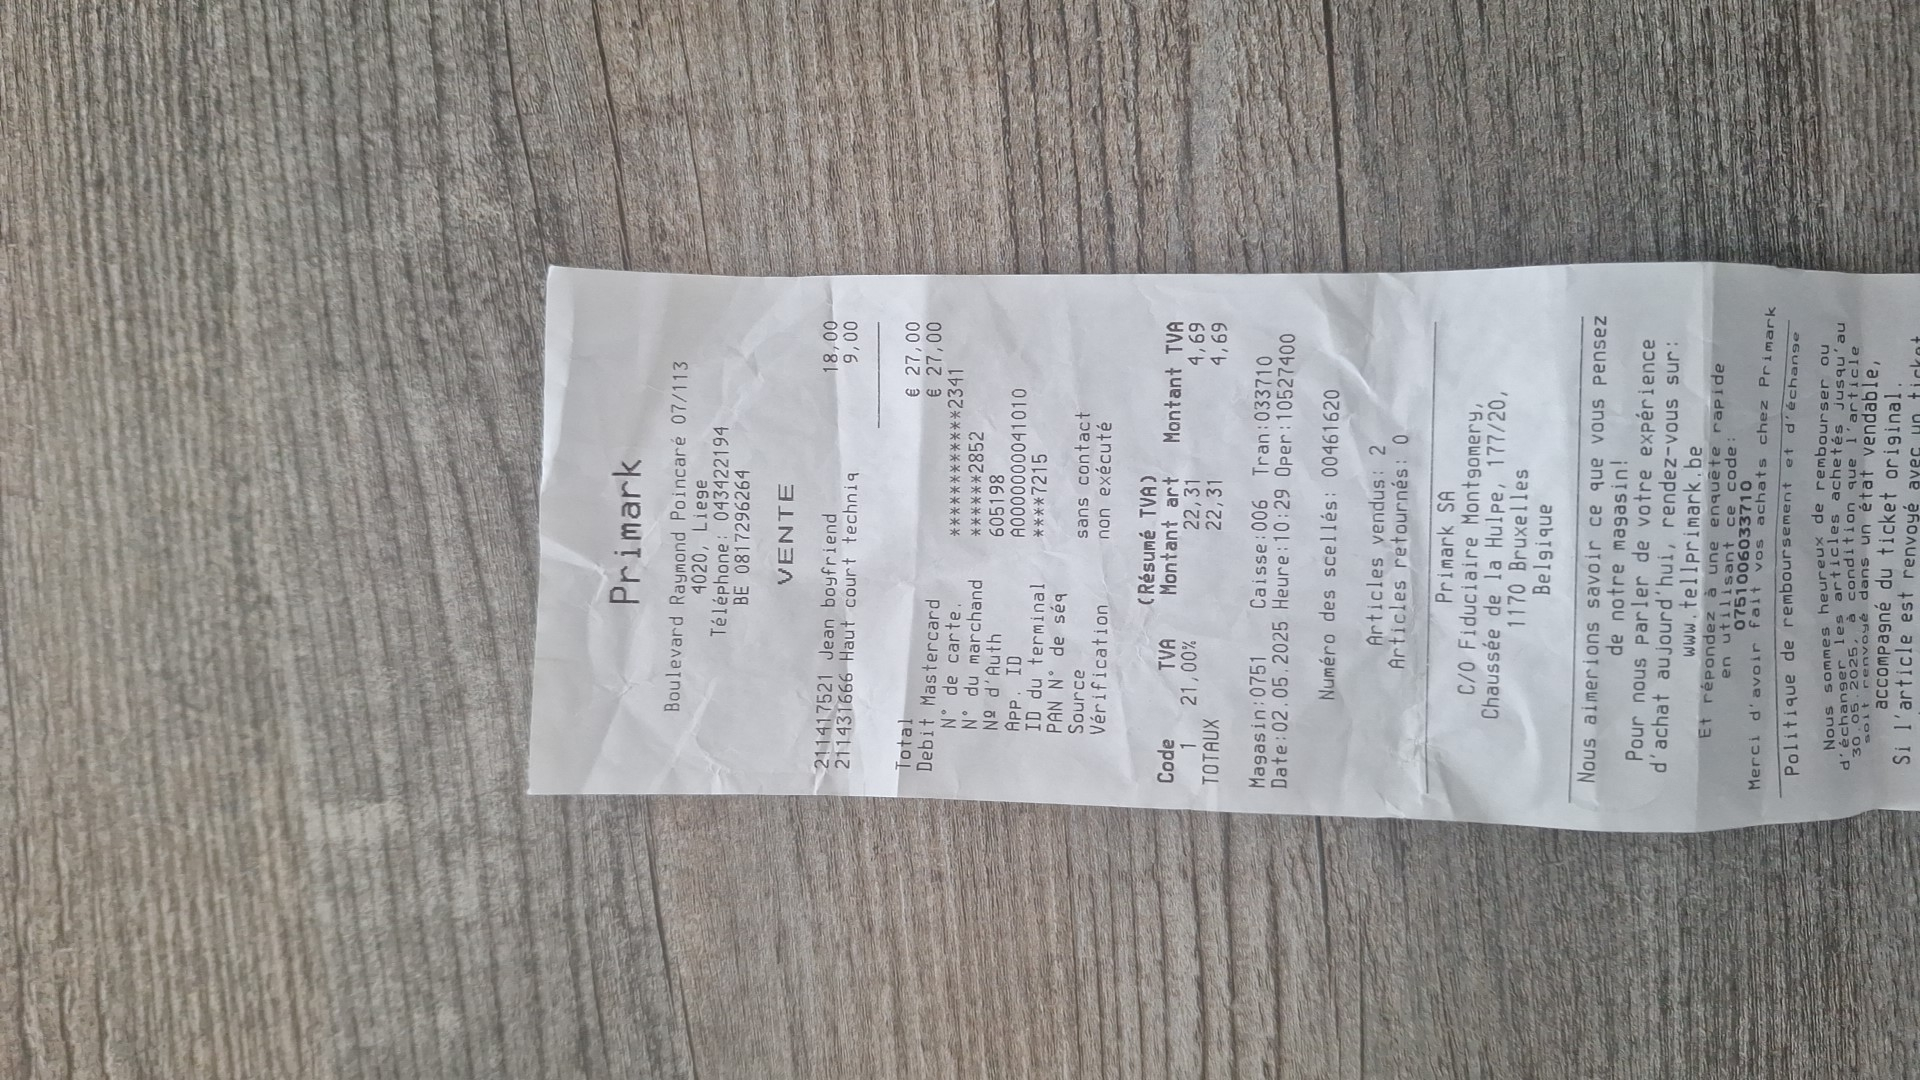 Primark
Boulevard Raymond Poincaré 07/113
4020, Liege
Téléphone: 043422194
BE 0817296264
VENTE
211417521 Jean boyfriend 18,00
211431666 Haut court techniq 9,00
Total € 27,00
Debit Mastercard € 27,00
N° de carte. ************2341
N° du marchand ******2852
Nº d'Auth 605198
App. ID A0000000041010
ID du terminal ****7215
PAN N° de séq
Source sans contact
Vérification non exécuté
(Résumé TVA)
Code TVA Montant art Montant TVA
1 21,00% 22,31 4,69
TOTAUX 22,31 4,69
Magasin:0751 Caisse:006 Tran:033710
Date:02.05.2025 Heure:10:29 Oper:10527400
Numéro des scellés: 00461620
Articles vendus: 2
Articles retournés: 0
Primark SA
C/O Fiduciaire Montgomery,
Chaussée de la Hulpe, 177/20,
1170 Bruxelles
Belgique
Nous aimerions savoir ce que vous pensez
de notre magasin!
Pour nous parler de votre expérience
d'achat aujourd'hui, rendez-vous sur:
www.tellprimark.be
Et répondez à une enquête rapide
en utilisant ce code:
0751006033710
Merci d'avoir fait vos achats chez Primark
Politique de remboursement et d'échange
Nous sommes heureux de rembourser ou
d'échanger les articles achetés jusqu'au
30.05.2025, à condition que l'article
soit renvoyé dans un état vendable,
accompagné du ticket original.
Si l'article est renvoyé avec un ticket